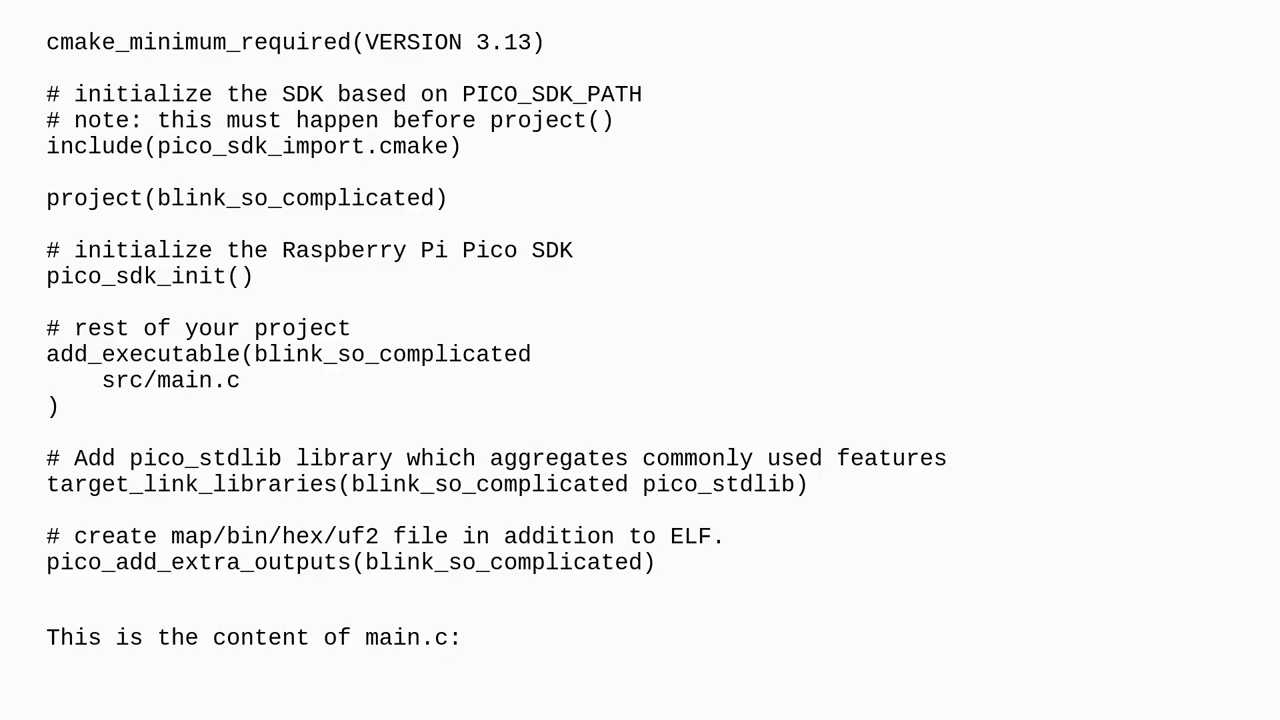 cmake_minimum_required(VERSION 3.13)

# initialize the SDK based on PICO_SDK_PATH
# note: this must happen before project()
include(pico_sdk_import.cmake)

project(blink_so_complicated)

# initialize the Raspberry Pi Pico SDK
pico_sdk_init()

# rest of your project
add_executable(blink_so_complicated
    src/main.c
)

# Add pico_stdlib library which aggregates commonly used features
target_link_libraries(blink_so_complicated pico_stdlib)

# create map/bin/hex/uf2 file in addition to ELF.
pico_add_extra_outputs(blink_so_complicated)

This is the content of main.c: